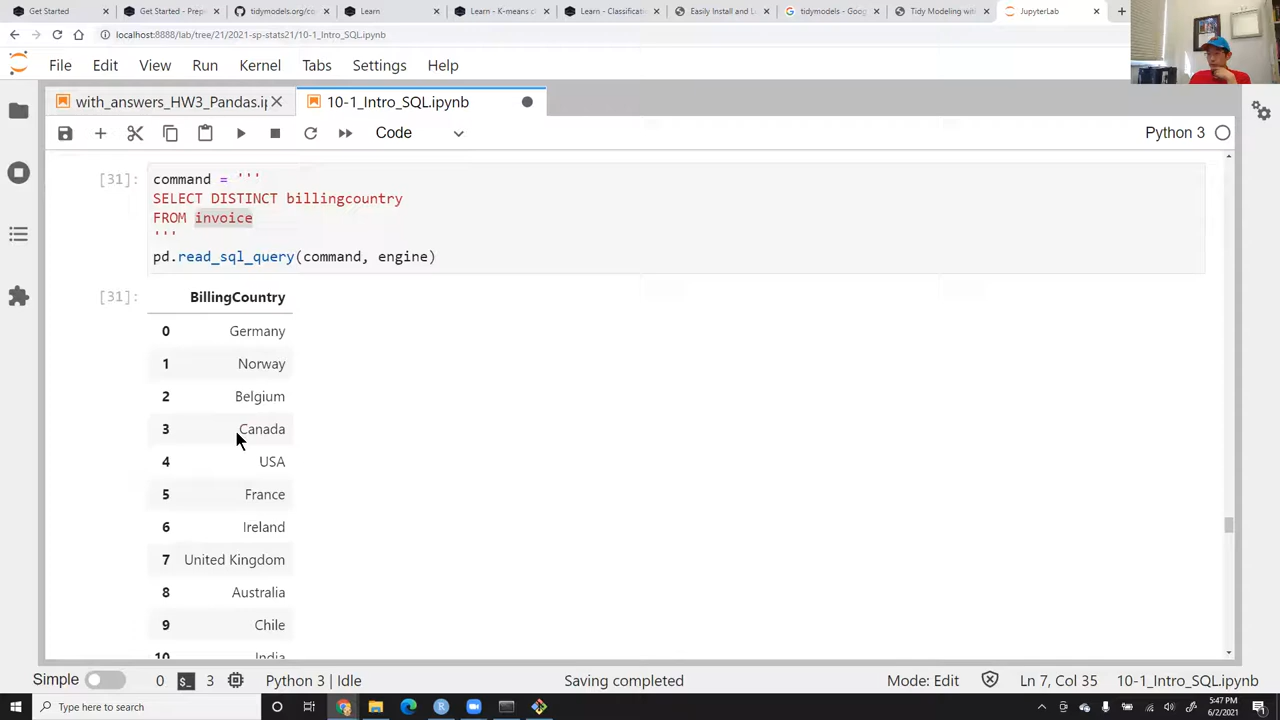 Get Started
Get Started - Prep
tidymodels.org/co
Learn
Learn - K-means c
Learn - Classificati
Easily Install and L
tidymodels - Goog
Tidy Modeling with
JupyterLab
localhost:8888/lab/tree/21/2021-sp-stats21/10-1_Intro_SQL.ipynb
File Edit View Run Kernel Tabs Settings Help
with_answers_HW3_Pandas.i
10-1_Intro_SQL.ipynb
Code
Python 3
[31]:
command = '''
SELECT DISTINCT billingcountry
FROM invoice
'''
pd.read_sql_query(command, engine)
[31]:
BillingCountry
0 Germany
1 Norway
2 Belgium
3 Canada
4 USA
5 France
6 Ireland
7 United Kingdom
8 Australia
9 Chile
10 India
Simple 0 $_ 3 Python 3 | Idle Saving completed Mode: Edit Ln 7, Col 35 10-1_Intro_SQL.ipynb
Type here to search
5:47 PM
6/2/2021